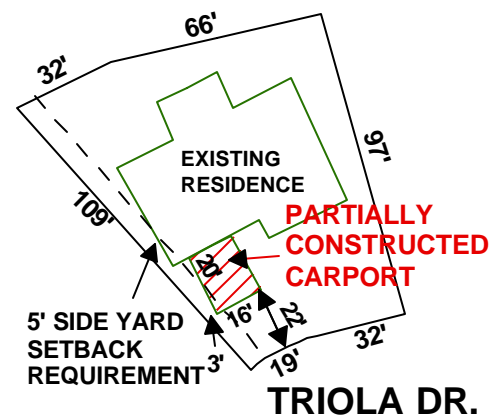 66'
32'
97'
EXISTING
RESIDENCE
109'
PARTIALLY
CONSTRUCTED
CARPORT
20'
16'
22'
5' SIDE YARD
SETBACK
REQUIREMENT
3'
19'
32'
TRIOLA DR.